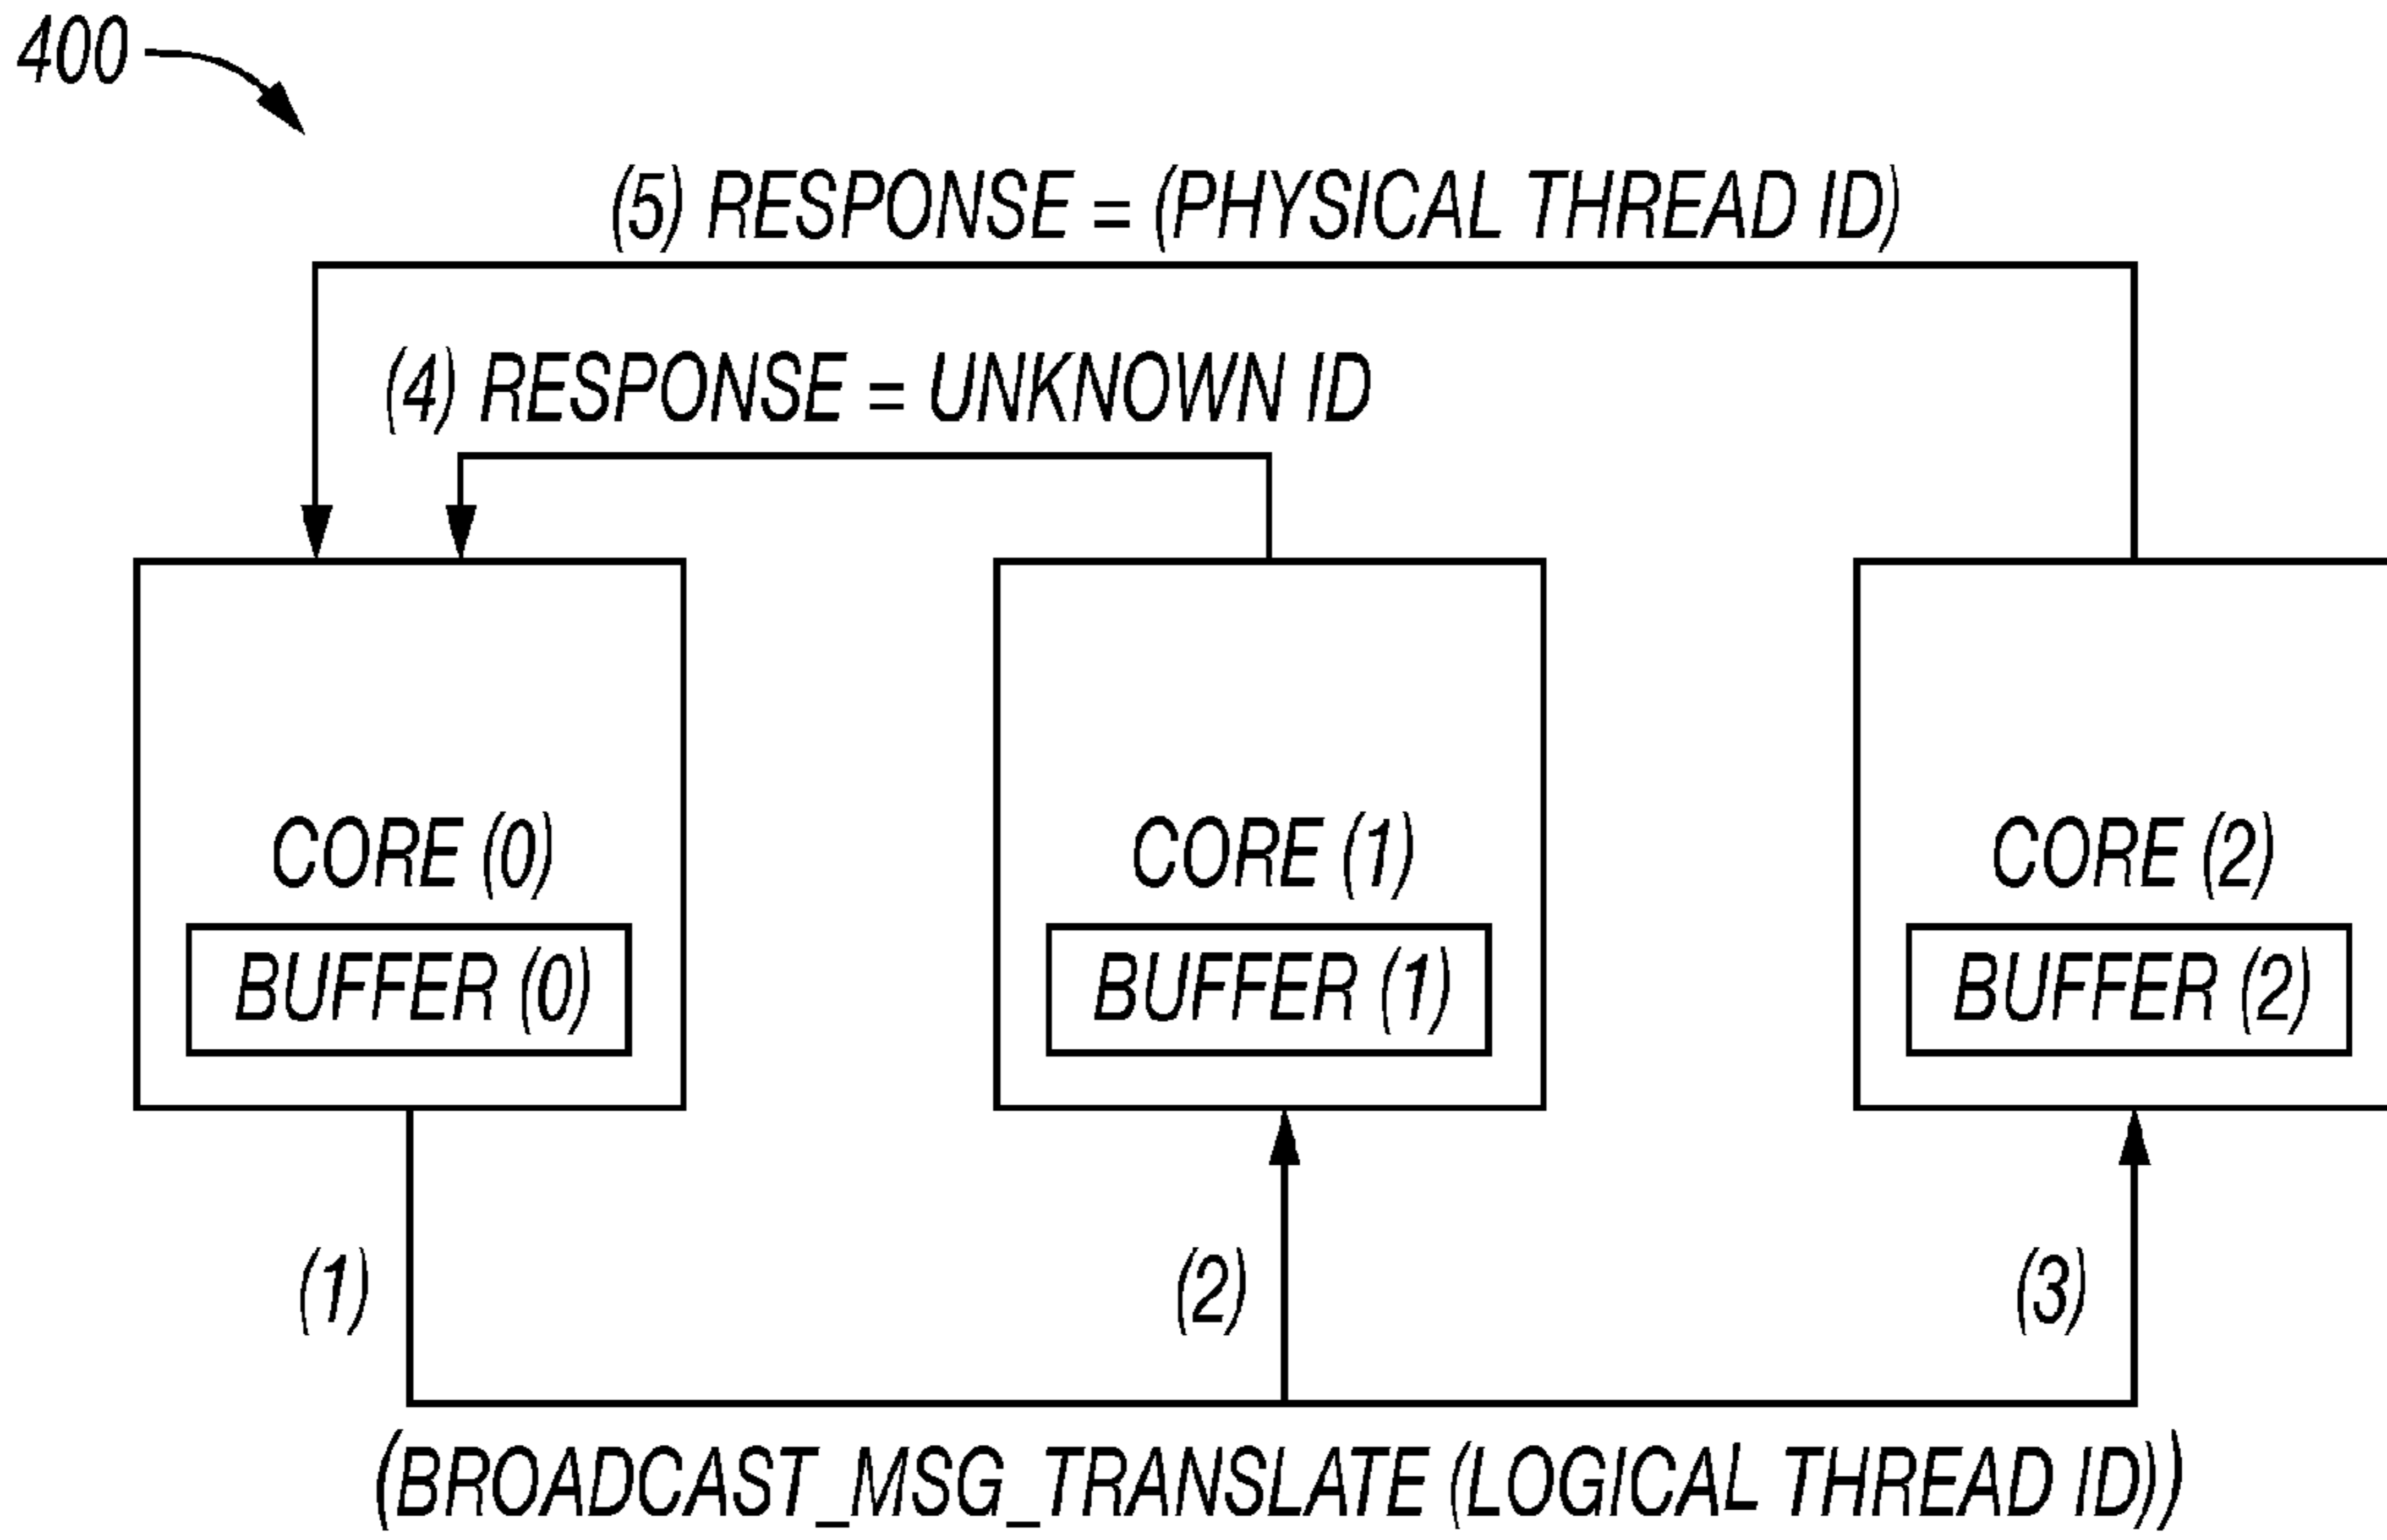 400
(5) RESPONSE = (PHYSICAL THREAD ID)
(4) RESPONSE = UNKNOWN ID
CORE (0)
BUFFER (0)
CORE (1)
BUFFER (1)
CORE (2)
BUFFER (2)
(1)
(2)
(3)
(BROADCAST_MSG_TRANSLATE (LOGICAL THREAD ID))